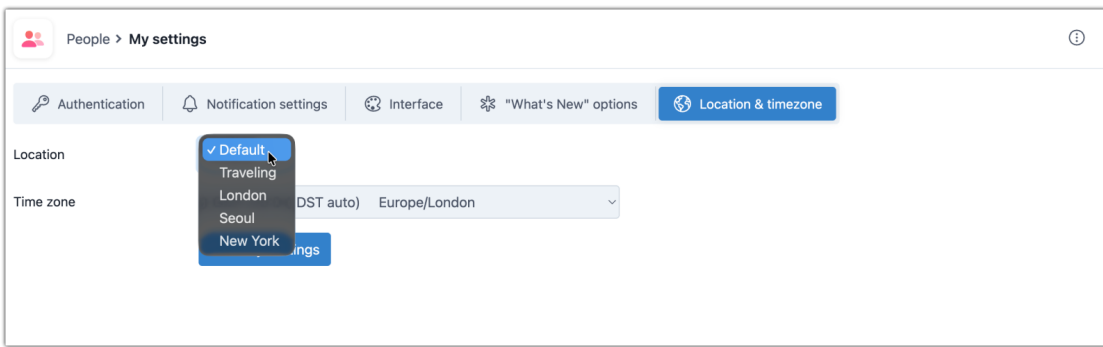 People > My settings
Authentication
Notification settings
Interface
"What's New" options
Location & timezone
Location
✓ Default
Traveling
London
Seoul
New York
Time zone
DST auto) Europe/London